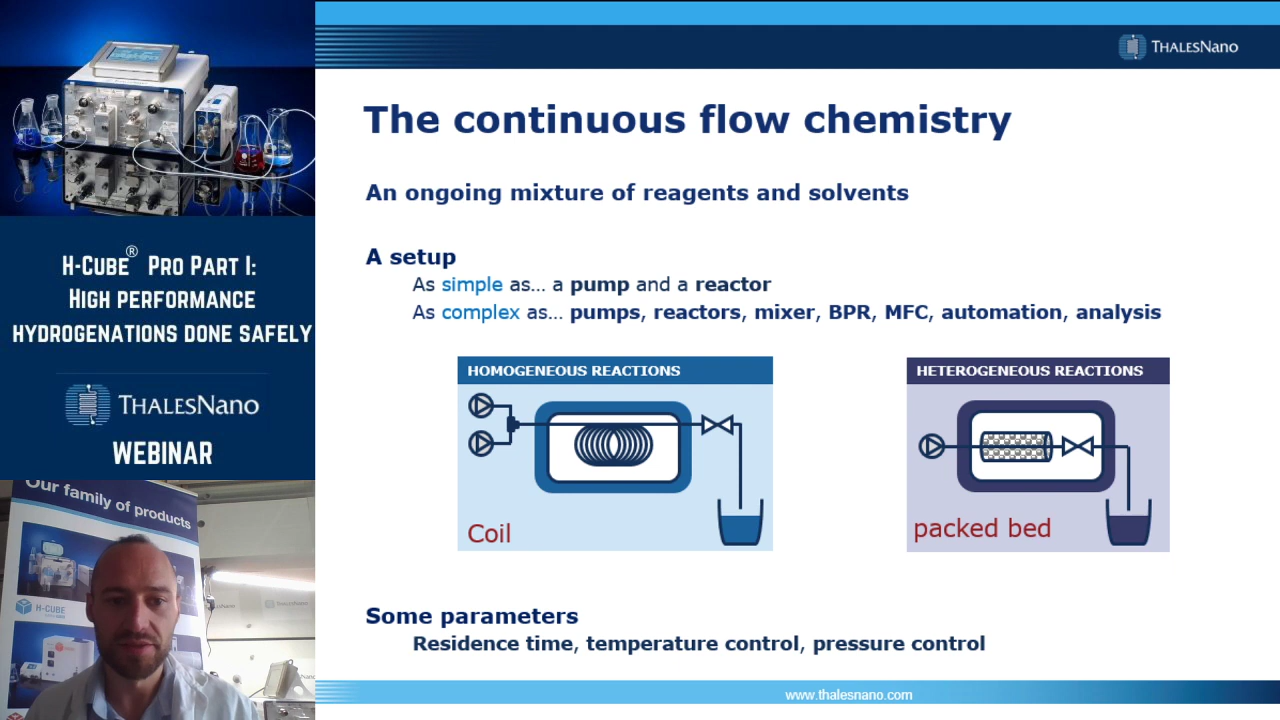 H-CUBE® PRO PART I:
HIGH PERFORMANCE
HYDROGENATIONS DONE SAFELY
THALESNANO
WEBINAR
Our family of products
H-CUBE
THALESNANO
The continuous flow chemistry
An ongoing mixture of reagents and solvents
A setup
As simple as... a pump and a reactor
As complex as... pumps, reactors, mixer, BPR, MFC, automation, analysis
HOMOGENEOUS REACTIONS
Coil
HETEROGENEOUS REACTIONS
packed bed
Some parameters
Residence time, temperature control, pressure control
www.thalesnano.com